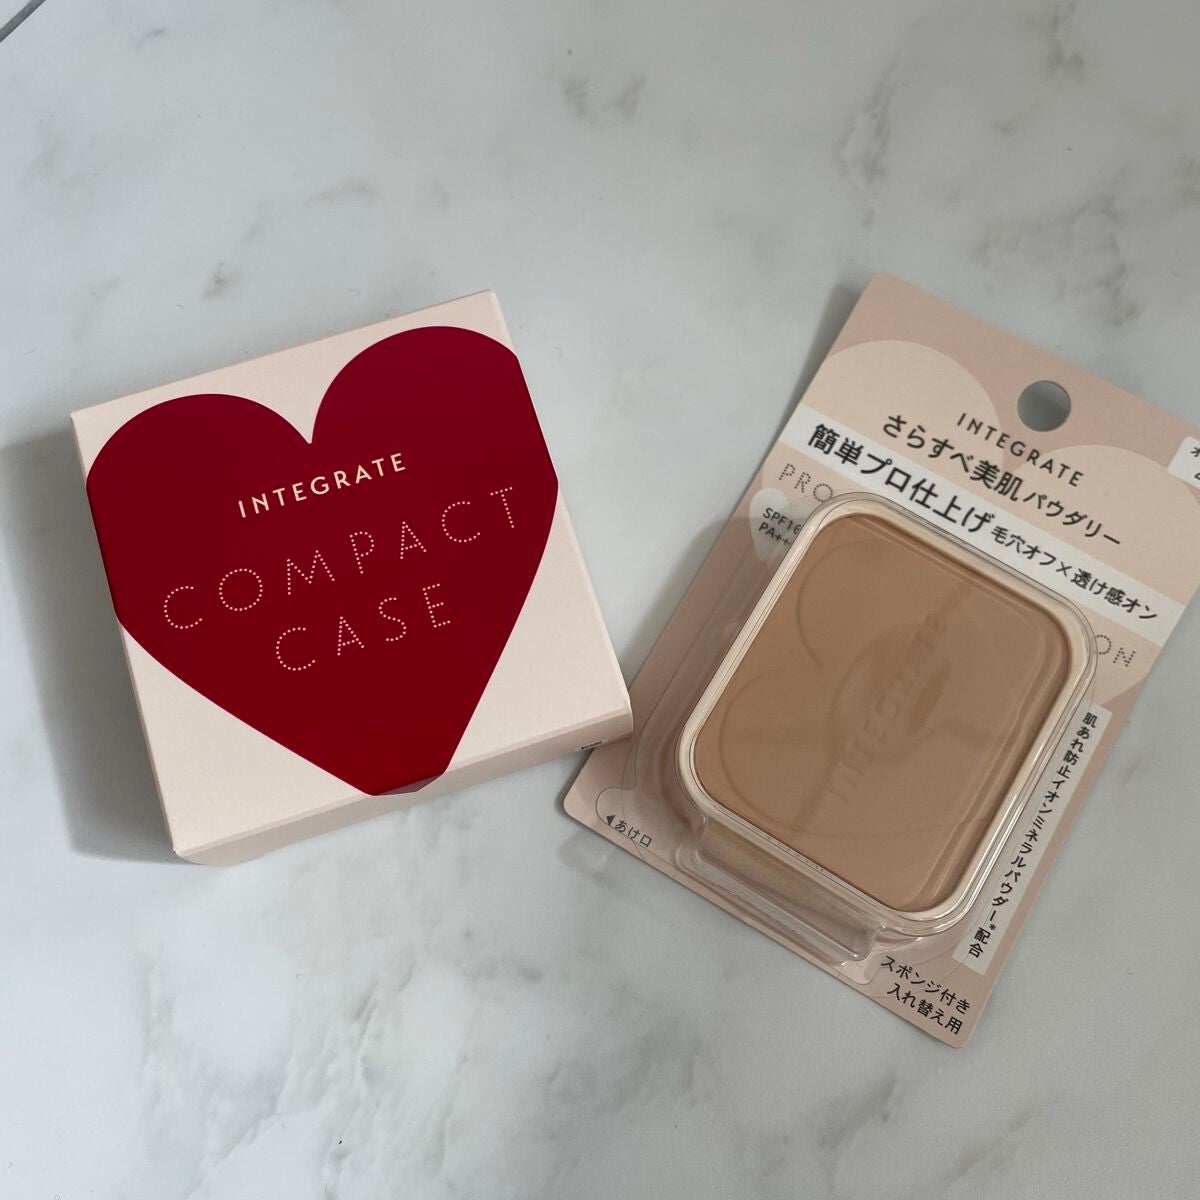 INTEGRATE
COMPACT
CASE
INTEGRATE
さらすべ美肌パウダリー
簡単プロ仕上げ 毛穴オフ×透け感オン
PRO
SPF16
PA++
ON
INTEGRATE
肌あれ防止イオンミネラルパウダー*配合
◀あけ口
スポンジ付き
入れ替え用